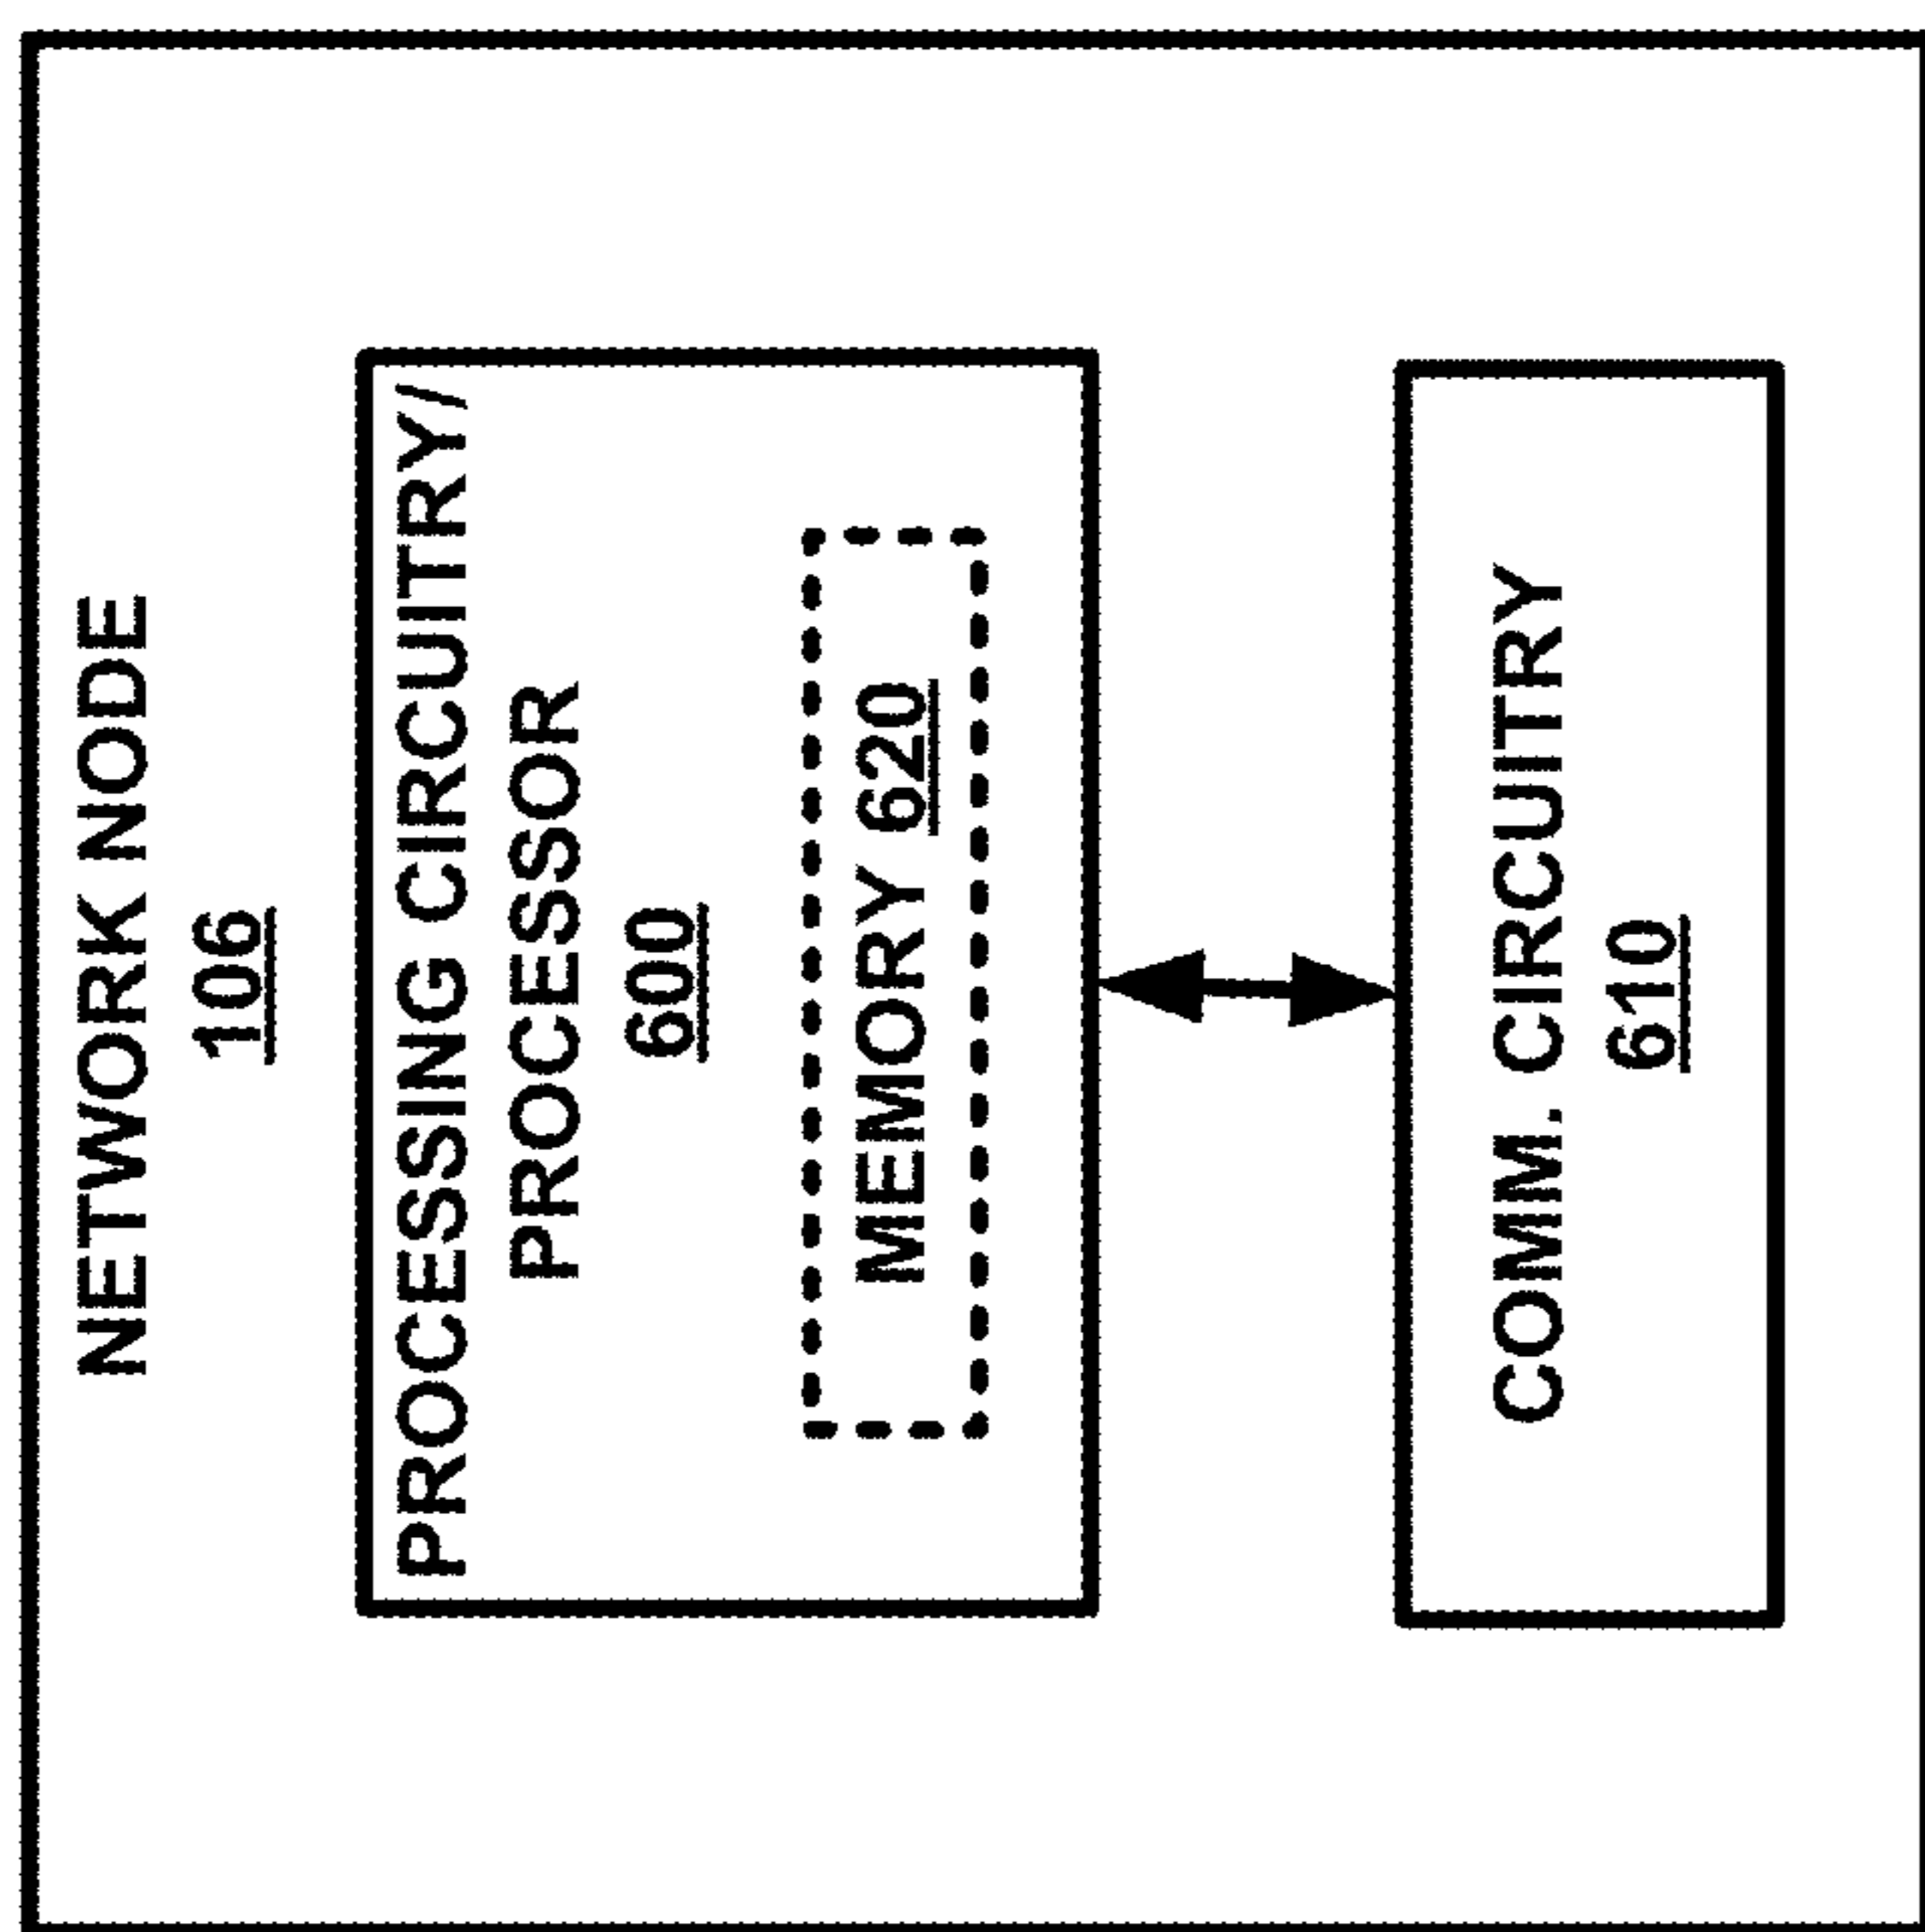 NETWORK NODE
106
PROCESSING CIRCUITRY/
PROCESSOR
600
MEMORY 620
COMM. CIRCUITRY
610